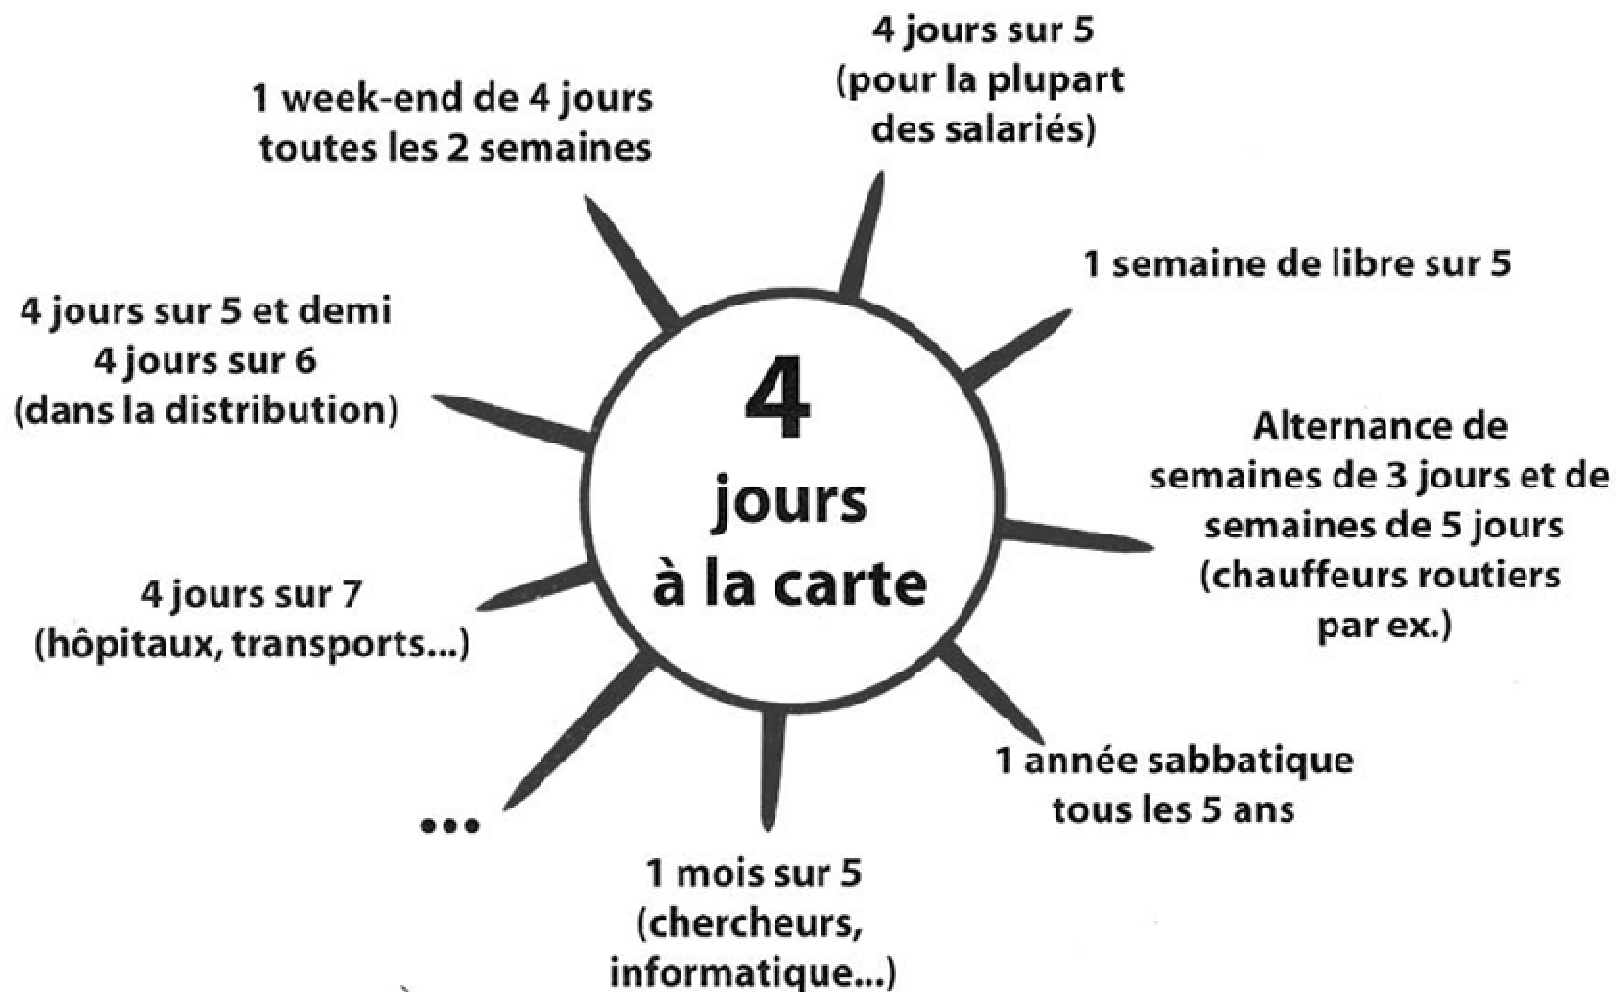 4 jours sur 5
(pour la plupart
des salariés)
1 week-end de 4 jours
toutes les 2 semaines
1 semaine de libre sur 5
4 jours sur 5 et demi
4 jours sur 6
(dans la distribution)
4
jours
à la carte
Alternance de
semaines de 3 jours et de
semaines de 5 jours
(chauffeurs routiers
par ex.)
4 jours sur 7
(hôpitaux, transports...)
1 année sabbatique
tous les 5 ans
...
1 mois sur 5
(chercheurs,
informatique...)